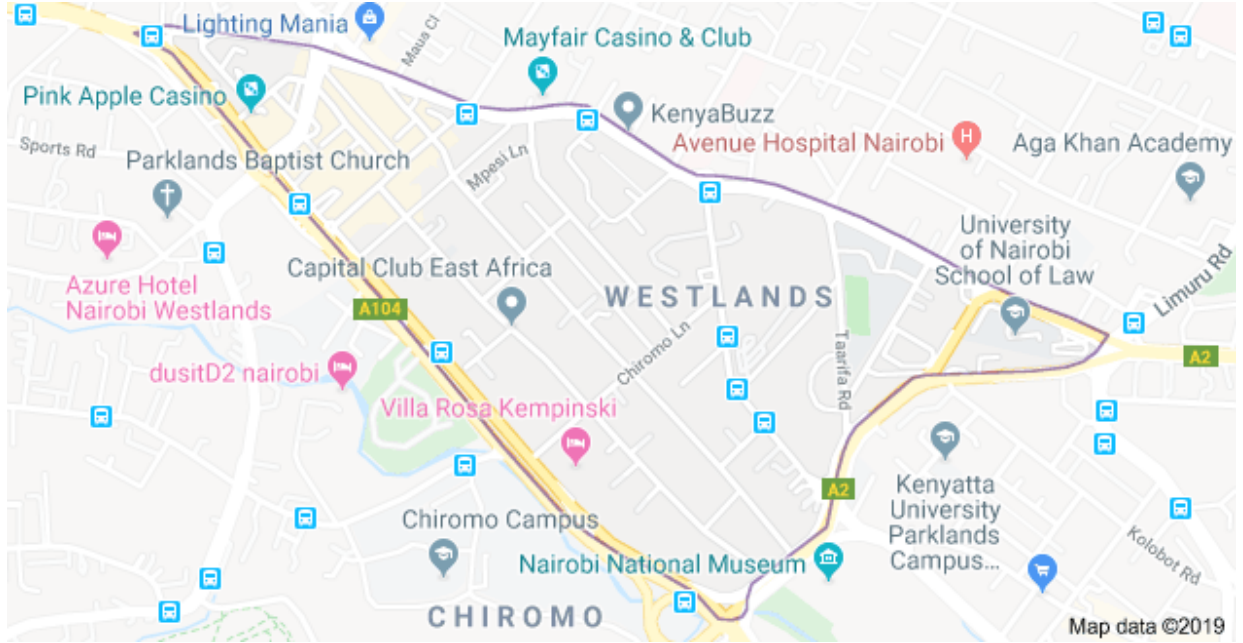 Lighting Mania
Maua Cl
Mayfair Casino & Club
Pink Apple Casino
KenyaBuzz
Sports Rd
Parklands Baptist Church
Mpesi Ln
Avenue Hospital Nairobi
Aga Khan Academy
University
of Nairobi
School of Law
Azure Hotel
Nairobi Westlands
Capital Club East Africa
WESTLANDS
Limuru Rd
A104
Chiromo Ln
Taarifa Rd
A2
dusitD2 nairobi
Villa Rosa Kempinski
A2
Kenyatta
University
Parklands
Campus...
Chiromo Campus
Nairobi National Museum
Kolobot Rd
CHIROMO
Map data ©2019